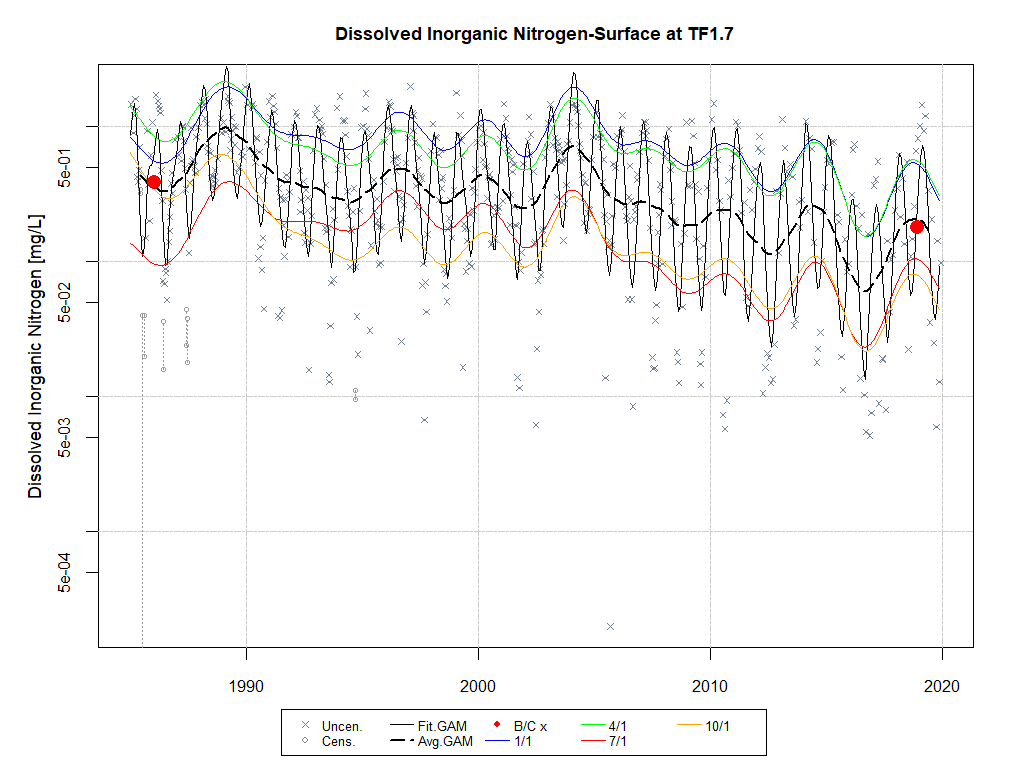 Dissolved Inorganic Nitrogen-Surface at TF1.7
Dissolved Inorganic Nitrogen [mg/L]
5e-01
5e-02
5e-03
5e-04
1990 2000 2010 2020
Uncen. Fit.GAM B/C x 4/1 10/1
Cens. Avg.GAM 1/1 7/1